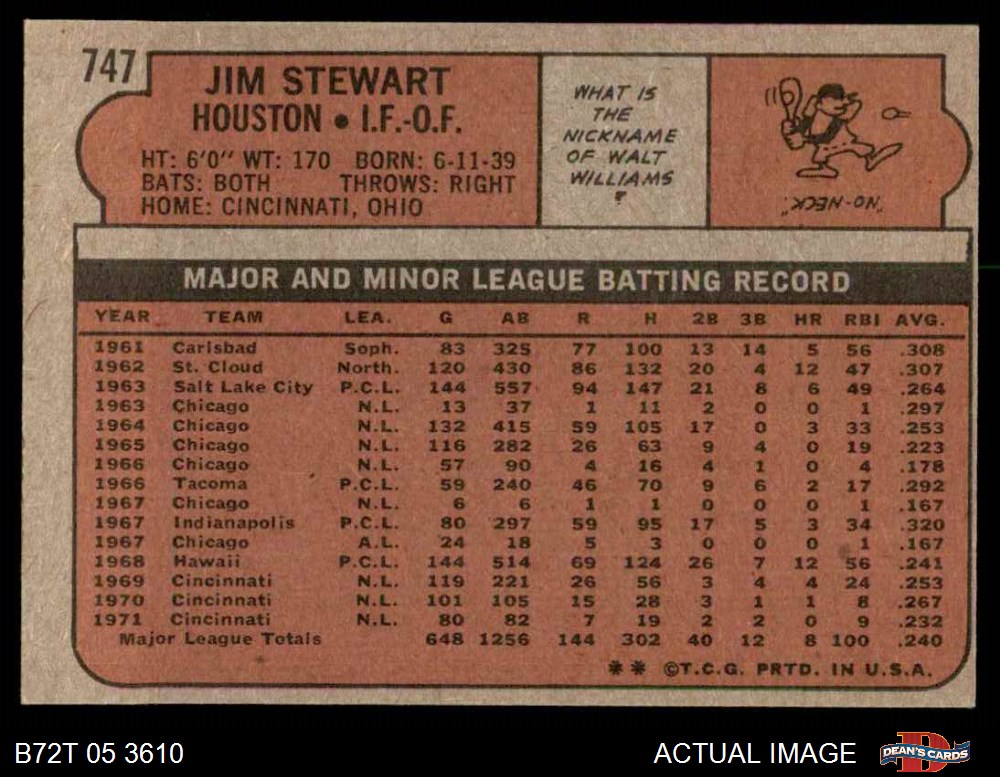 747
JIM STEWART
HOUSTON • I.F.-O.F.
HT: 6'0" WT: 170 BORN: 6-11-39
BATS: BOTH THROWS: RIGHT
HOME: CINCINNATI, OHIO
WHAT IS
THE
NICKNAME
OF WALT
WILLIAMS
?
"NO-NECK"
MAJOR AND MINOR LEAGUE BATTING RECORD
YEAR TEAM LEA. G AB R H 2B 3B HR RBI AVG.
1961 Carlsbad Soph. 83 325 77 100 13 14 5 56 .308
1962 St. Cloud North. 120 430 86 132 20 4 12 47 .307
1963 Salt Lake City P.C.L. 144 557 94 147 21 8 6 49 .264
1963 Chicago N.L. 13 37 1 11 2 0 0 1 .297
1964 Chicago N.L. 132 415 59 105 17 0 3 33 .253
1965 Chicago N.L. 116 282 26 63 9 4 0 19 .223
1966 Chicago N.L. 57 90 4 16 4 1 0 4 .178
1966 Tacoma P.C.L. 59 240 46 70 9 6 2 17 .292
1967 Chicago N.L. 6 6 1 1 0 0 0 1 .167
1967 Indianapolis P.C.L. 80 297 59 95 17 5 3 34 .320
1967 Chicago A.L. 24 18 5 3 0 0 0 1 .167
1968 Hawaii P.C.L. 144 514 69 124 26 7 12 56 .241
1969 Cincinnati N.L. 119 221 26 56 3 4 4 24 .253
1970 Cincinnati N.L. 101 105 15 28 3 1 1 8 .267
1971 Cincinnati N.L. 80 82 7 19 2 2 0 9 .232
Major League Totals 648 1256 144 302 40 12 8 100 .240
* * ©T.C.G. PRTD. IN U.S.A.
B72T 05 3610
ACTUAL IMAGE
D
DEAN'S CARDS